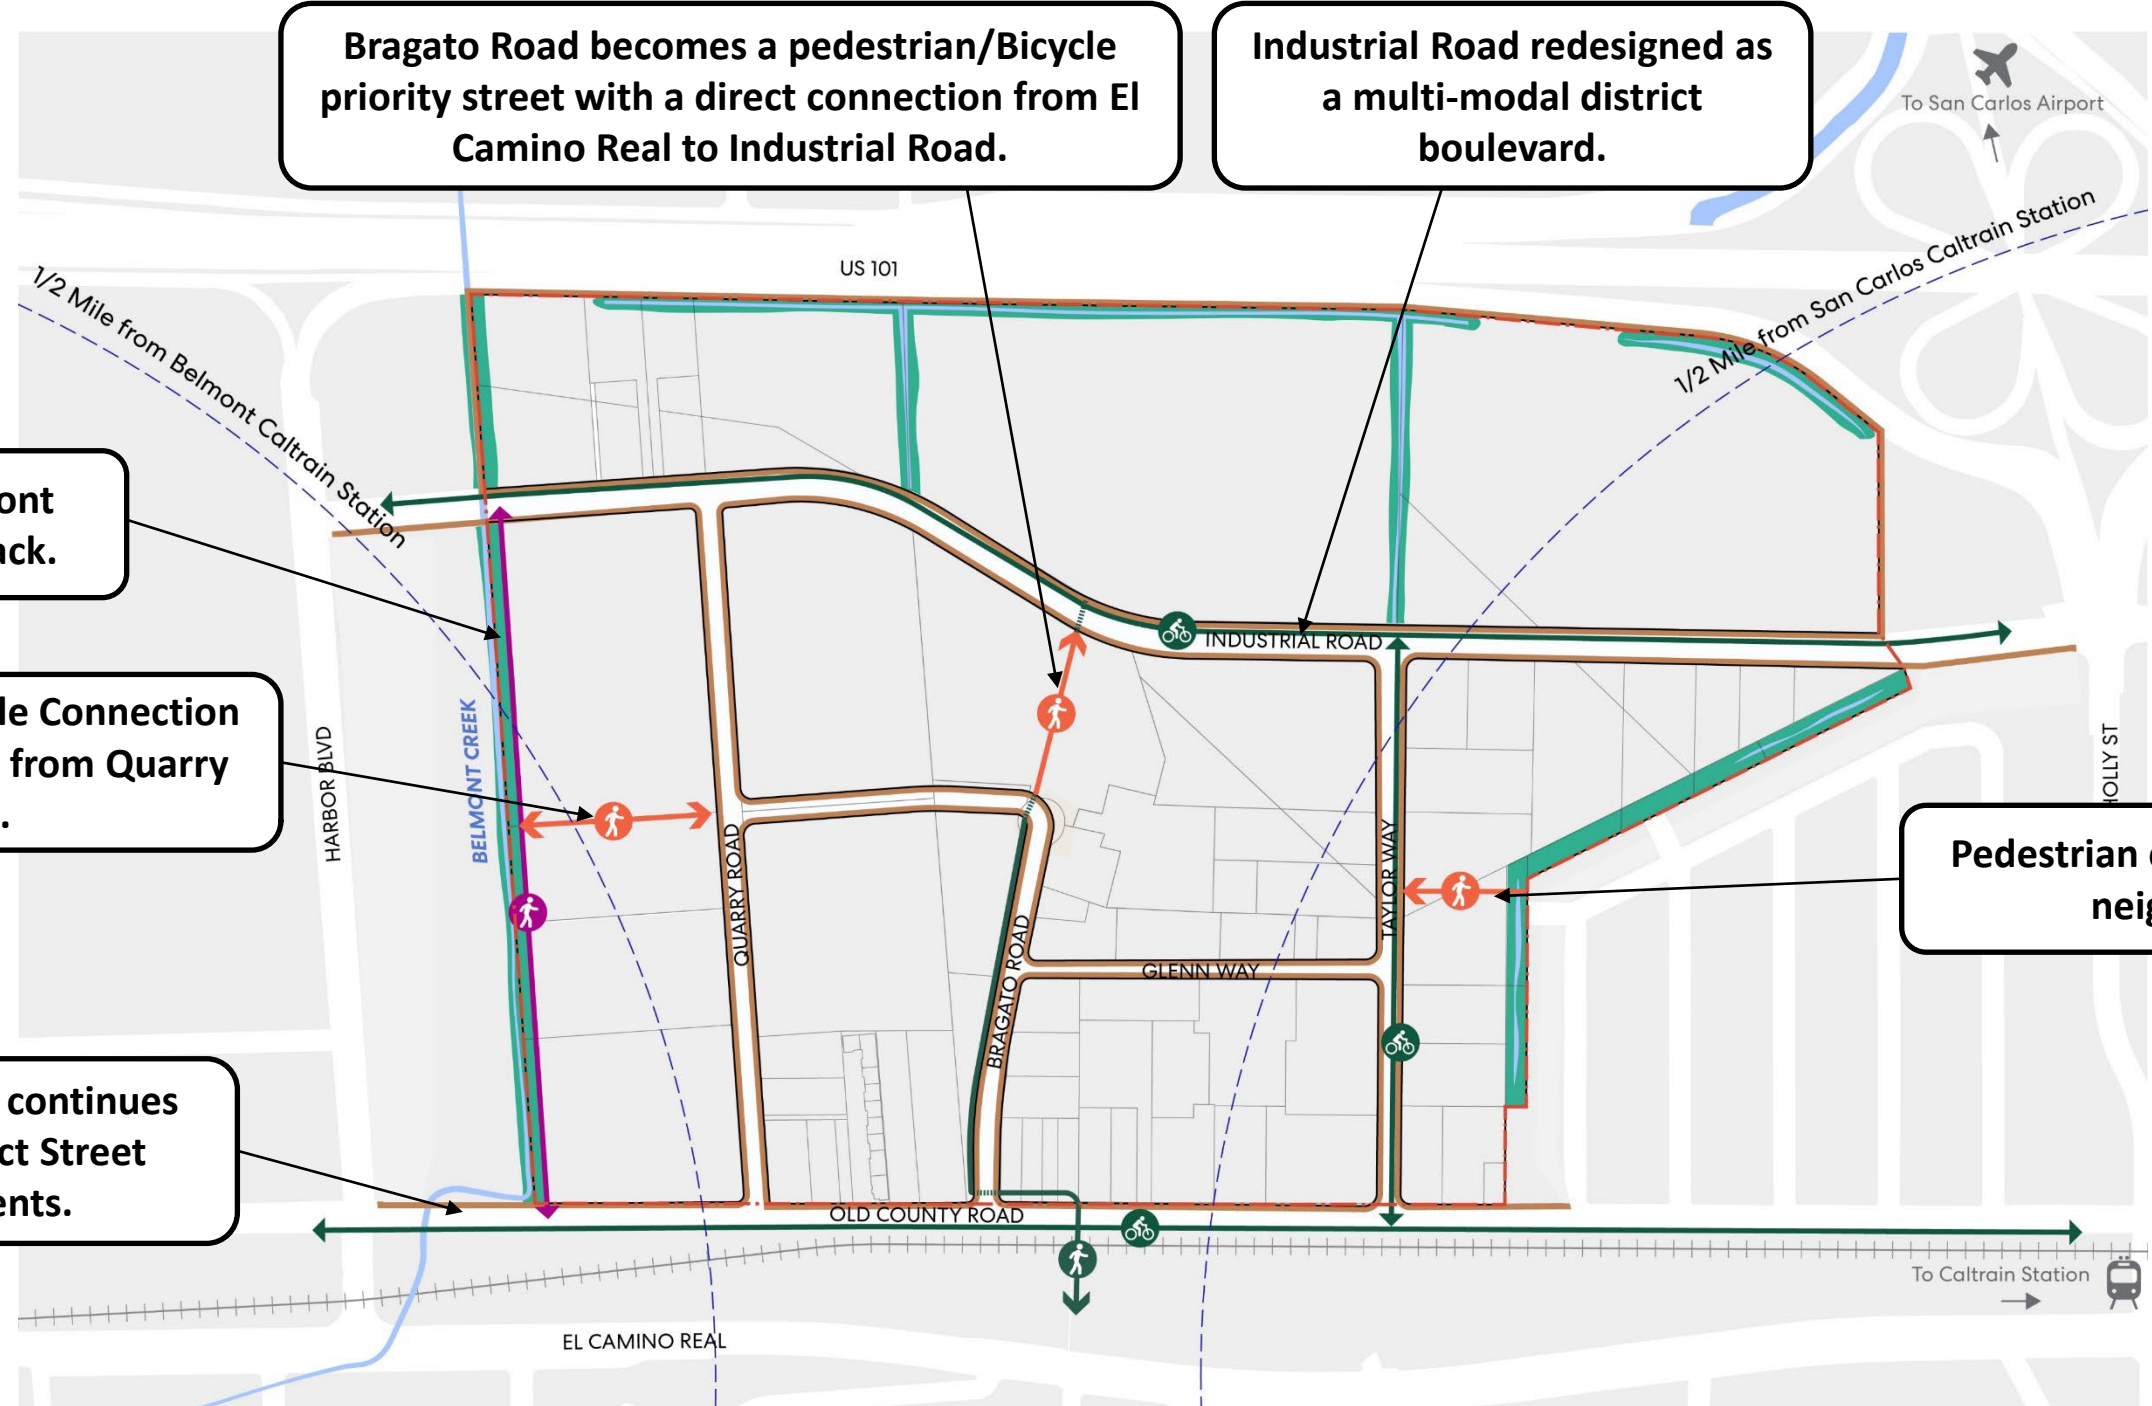 Bragato Road becomes a pedestrian/Bicycle
priority street with a direct connection from El
Camino Real to Industrial Road.
Industrial Road redesigned as
a multi-modal district
boulevard.
To San Carlos Airport
US 101
1/2 Mile from Belmont Caltrain Station
1/2 Mile from San Carlos Caltrain Station
ont
ack.
INDUSTRIAL ROAD
le Connection
from Quarry
.
HARBOR BLVD
BELMONT CREEK
QUARRY ROAD
BRAGATO ROAD
GLENN WAY
TAYLOR WAY
HOLLY ST
Pedestrian
neig
continues
ct Street
ents.
OLD COUNTY ROAD
To Caltrain Station
EL CAMINO REAL